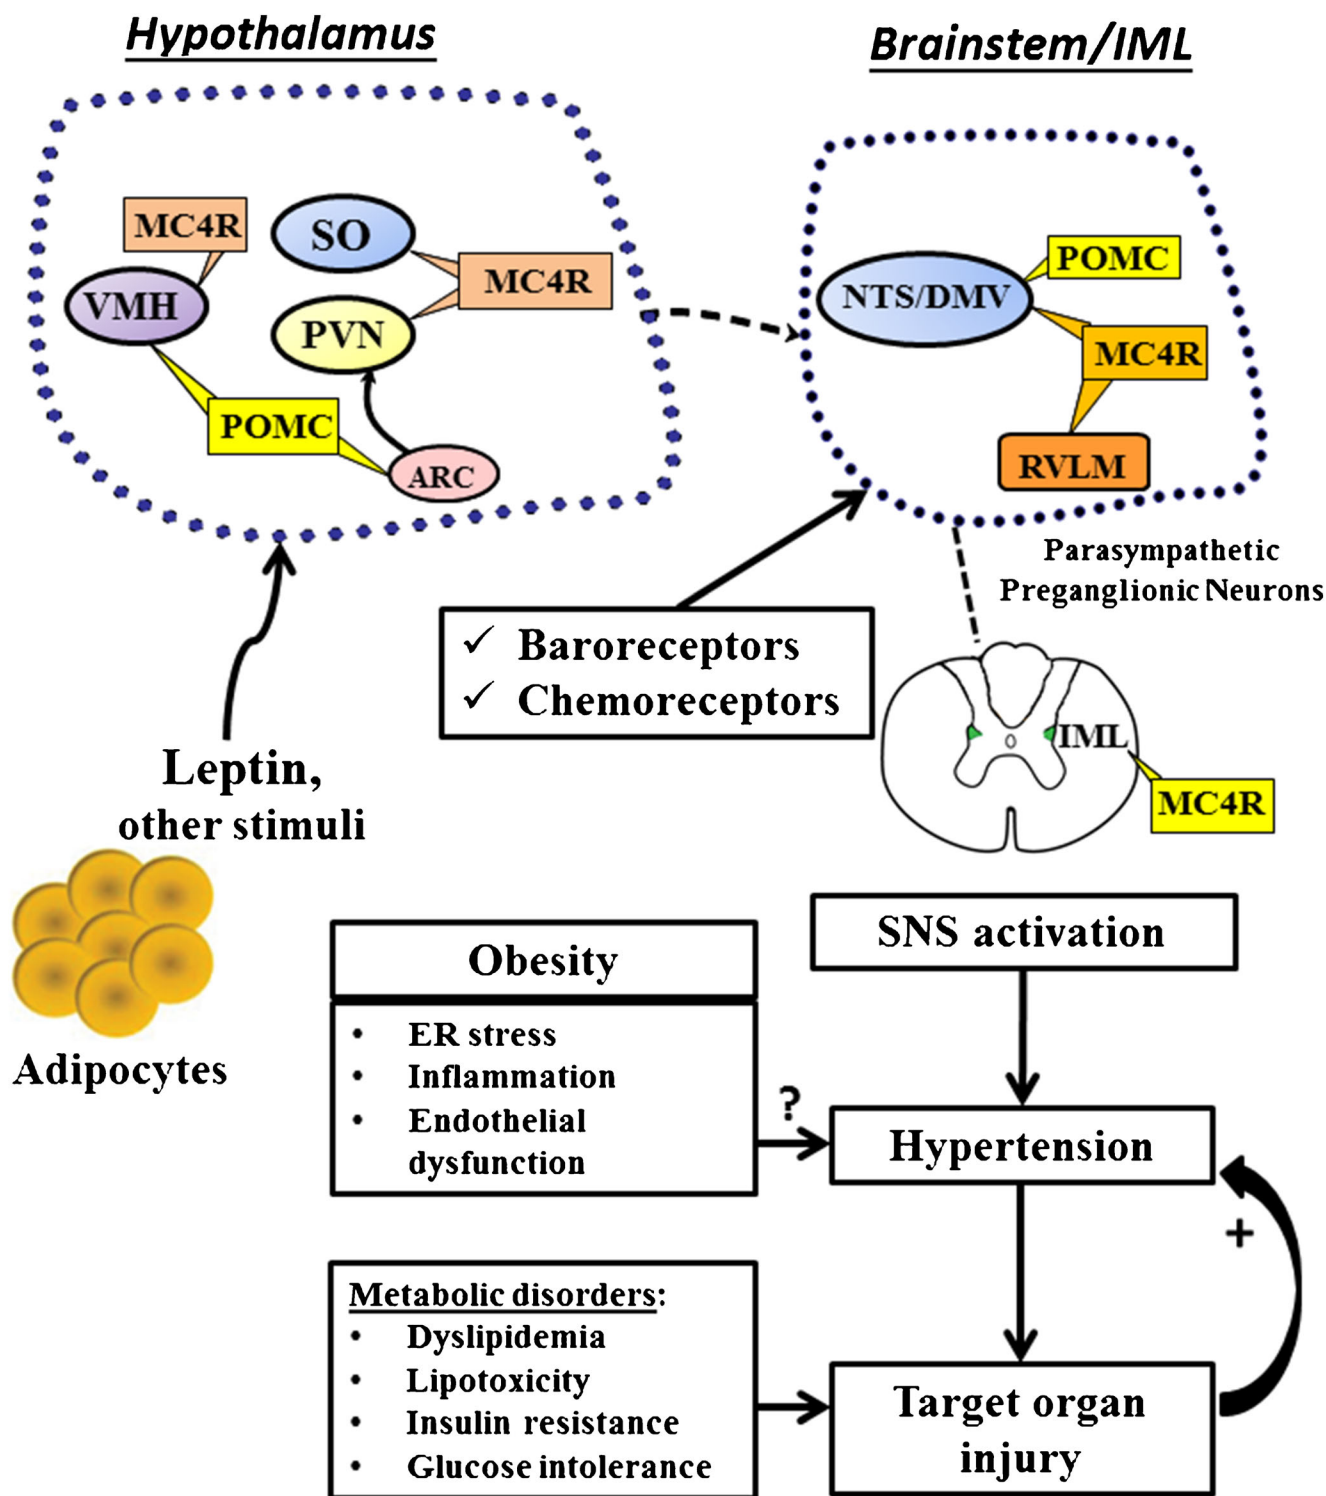 Hypothalamus
Brainstem/IML
MC4R
SO
MC4R
VMH
PVN
POMC
ARC
POMC
NTS/DMV
MC4R
RVLM
Parasympathetic
Preganglionic Neurons
✓ Baroreceptors
✓ Chemoreceptors
IML
MC4R
Leptin,
other stimuli
Adipocytes
SNS activation
Obesity
• ER stress
• Inflammation
• Endothelial
dysfunction
?
Hypertension
+
Metabolic disorders:
• Dyslipidemia
• Lipotoxicity
• Insulin resistance
• Glucose intolerance
Target organ
injury